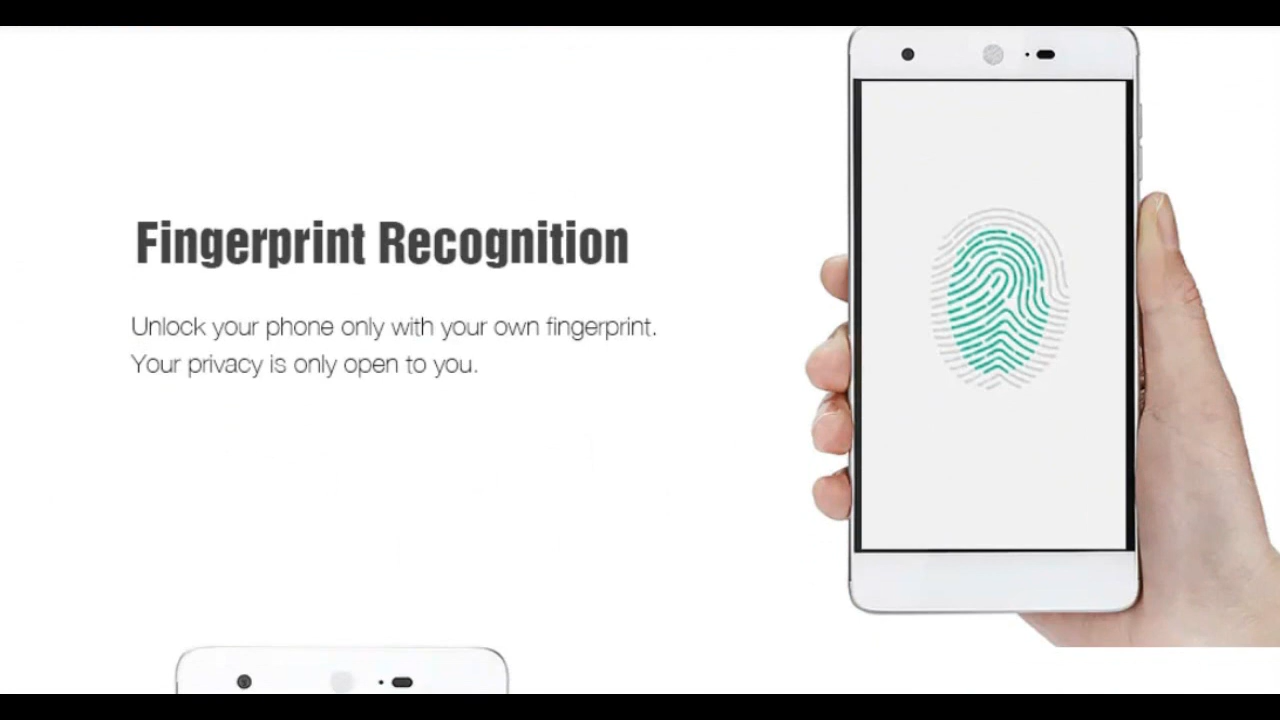 Fingerprint Recognition
Unlock your phone only with your own fingerprint.
Your privacy is only open to you.